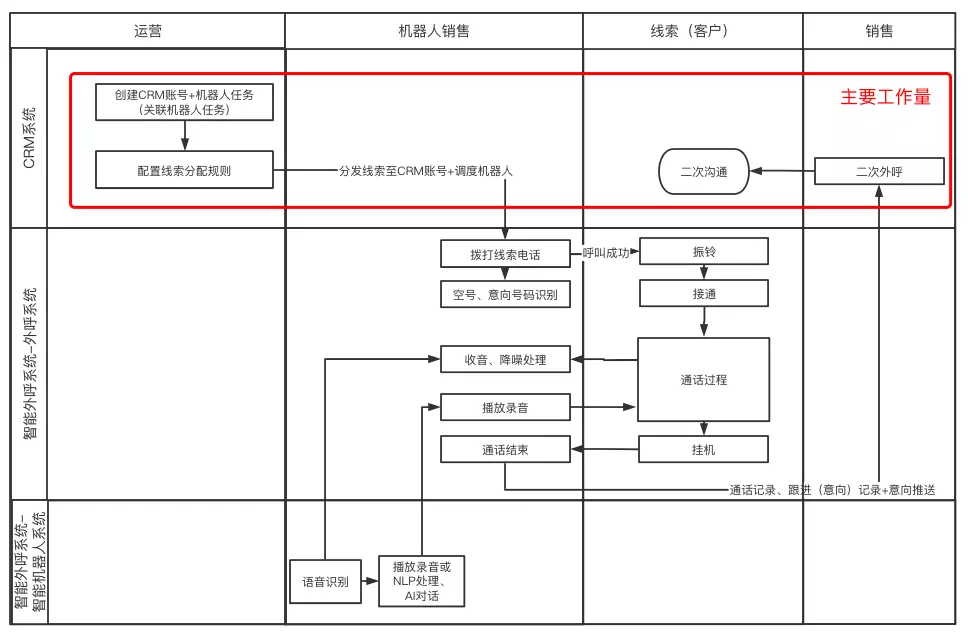 运营
机器人销售
线索（客户）
销售
CRM系统
主要工作量
创建CRM账号+机器人任务
(关联机器人任务)
配置线索分配规则
分发线索至CRM账号+调度机器人
二次沟通
二次外呼
智能外呼系统-外呼系统
拨打线索电话
呼叫成功
振铃
空号、意向号码识别
接通
收音、降噪处理
通话过程
播放录音
通话结束
挂机
通话记录、跟进（意向）记录+意向推送
智能外呼系统-
智能机器人系统
语音识别
播放录音或
NLP处理、
AI对话